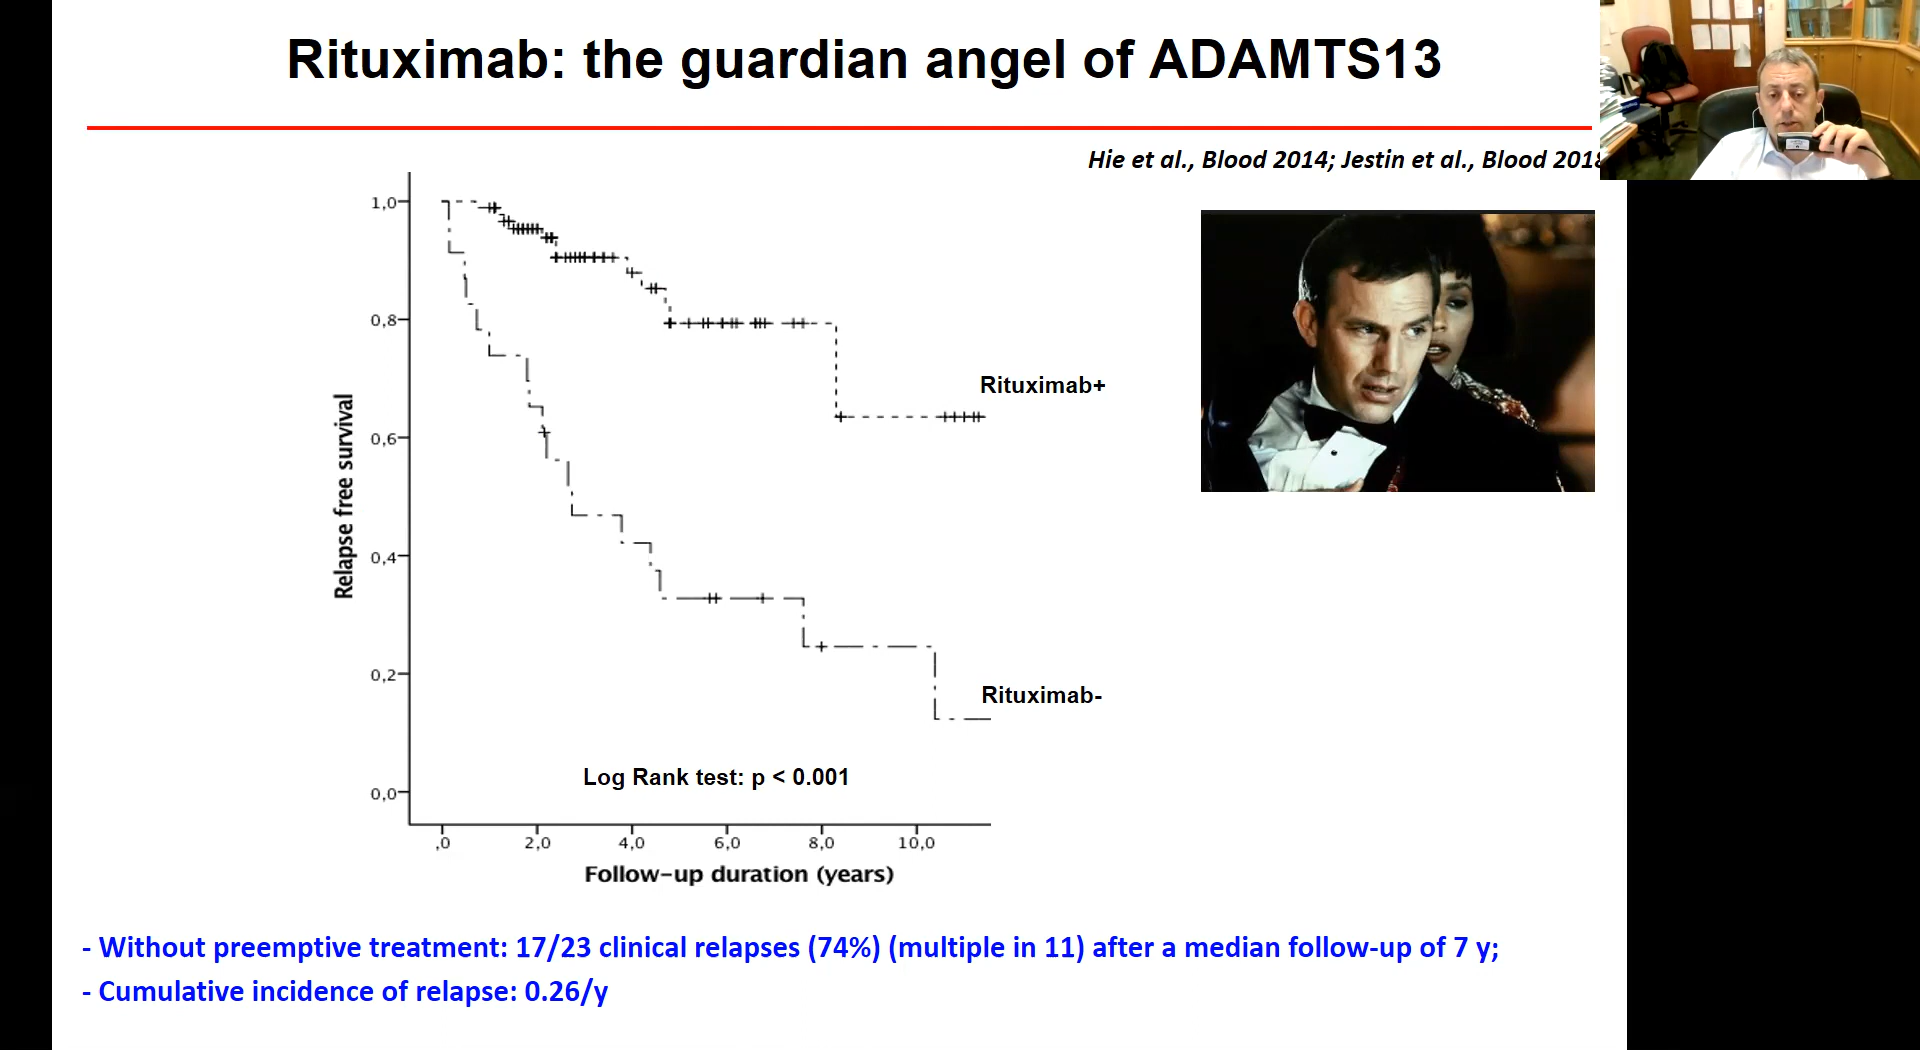 Rituximab: the guardian angel of ADAMTS13
Hie et al., Blood 2014; Jestin et al., Blood 2018
1,0
0,8
0,6
0,4
0,2
0,0
Relapse free survival
Rituximab+
Rituximab-
Log Rank test: p < 0.001
,0 2,0 4,0 6,0 8,0 10,0
Follow-up duration (years)
- Without preemptive treatment: 17/23 clinical relapses (74%) (multiple in 11) after a median follow-up of 7 y;
- Cumulative incidence of relapse: 0.26/y